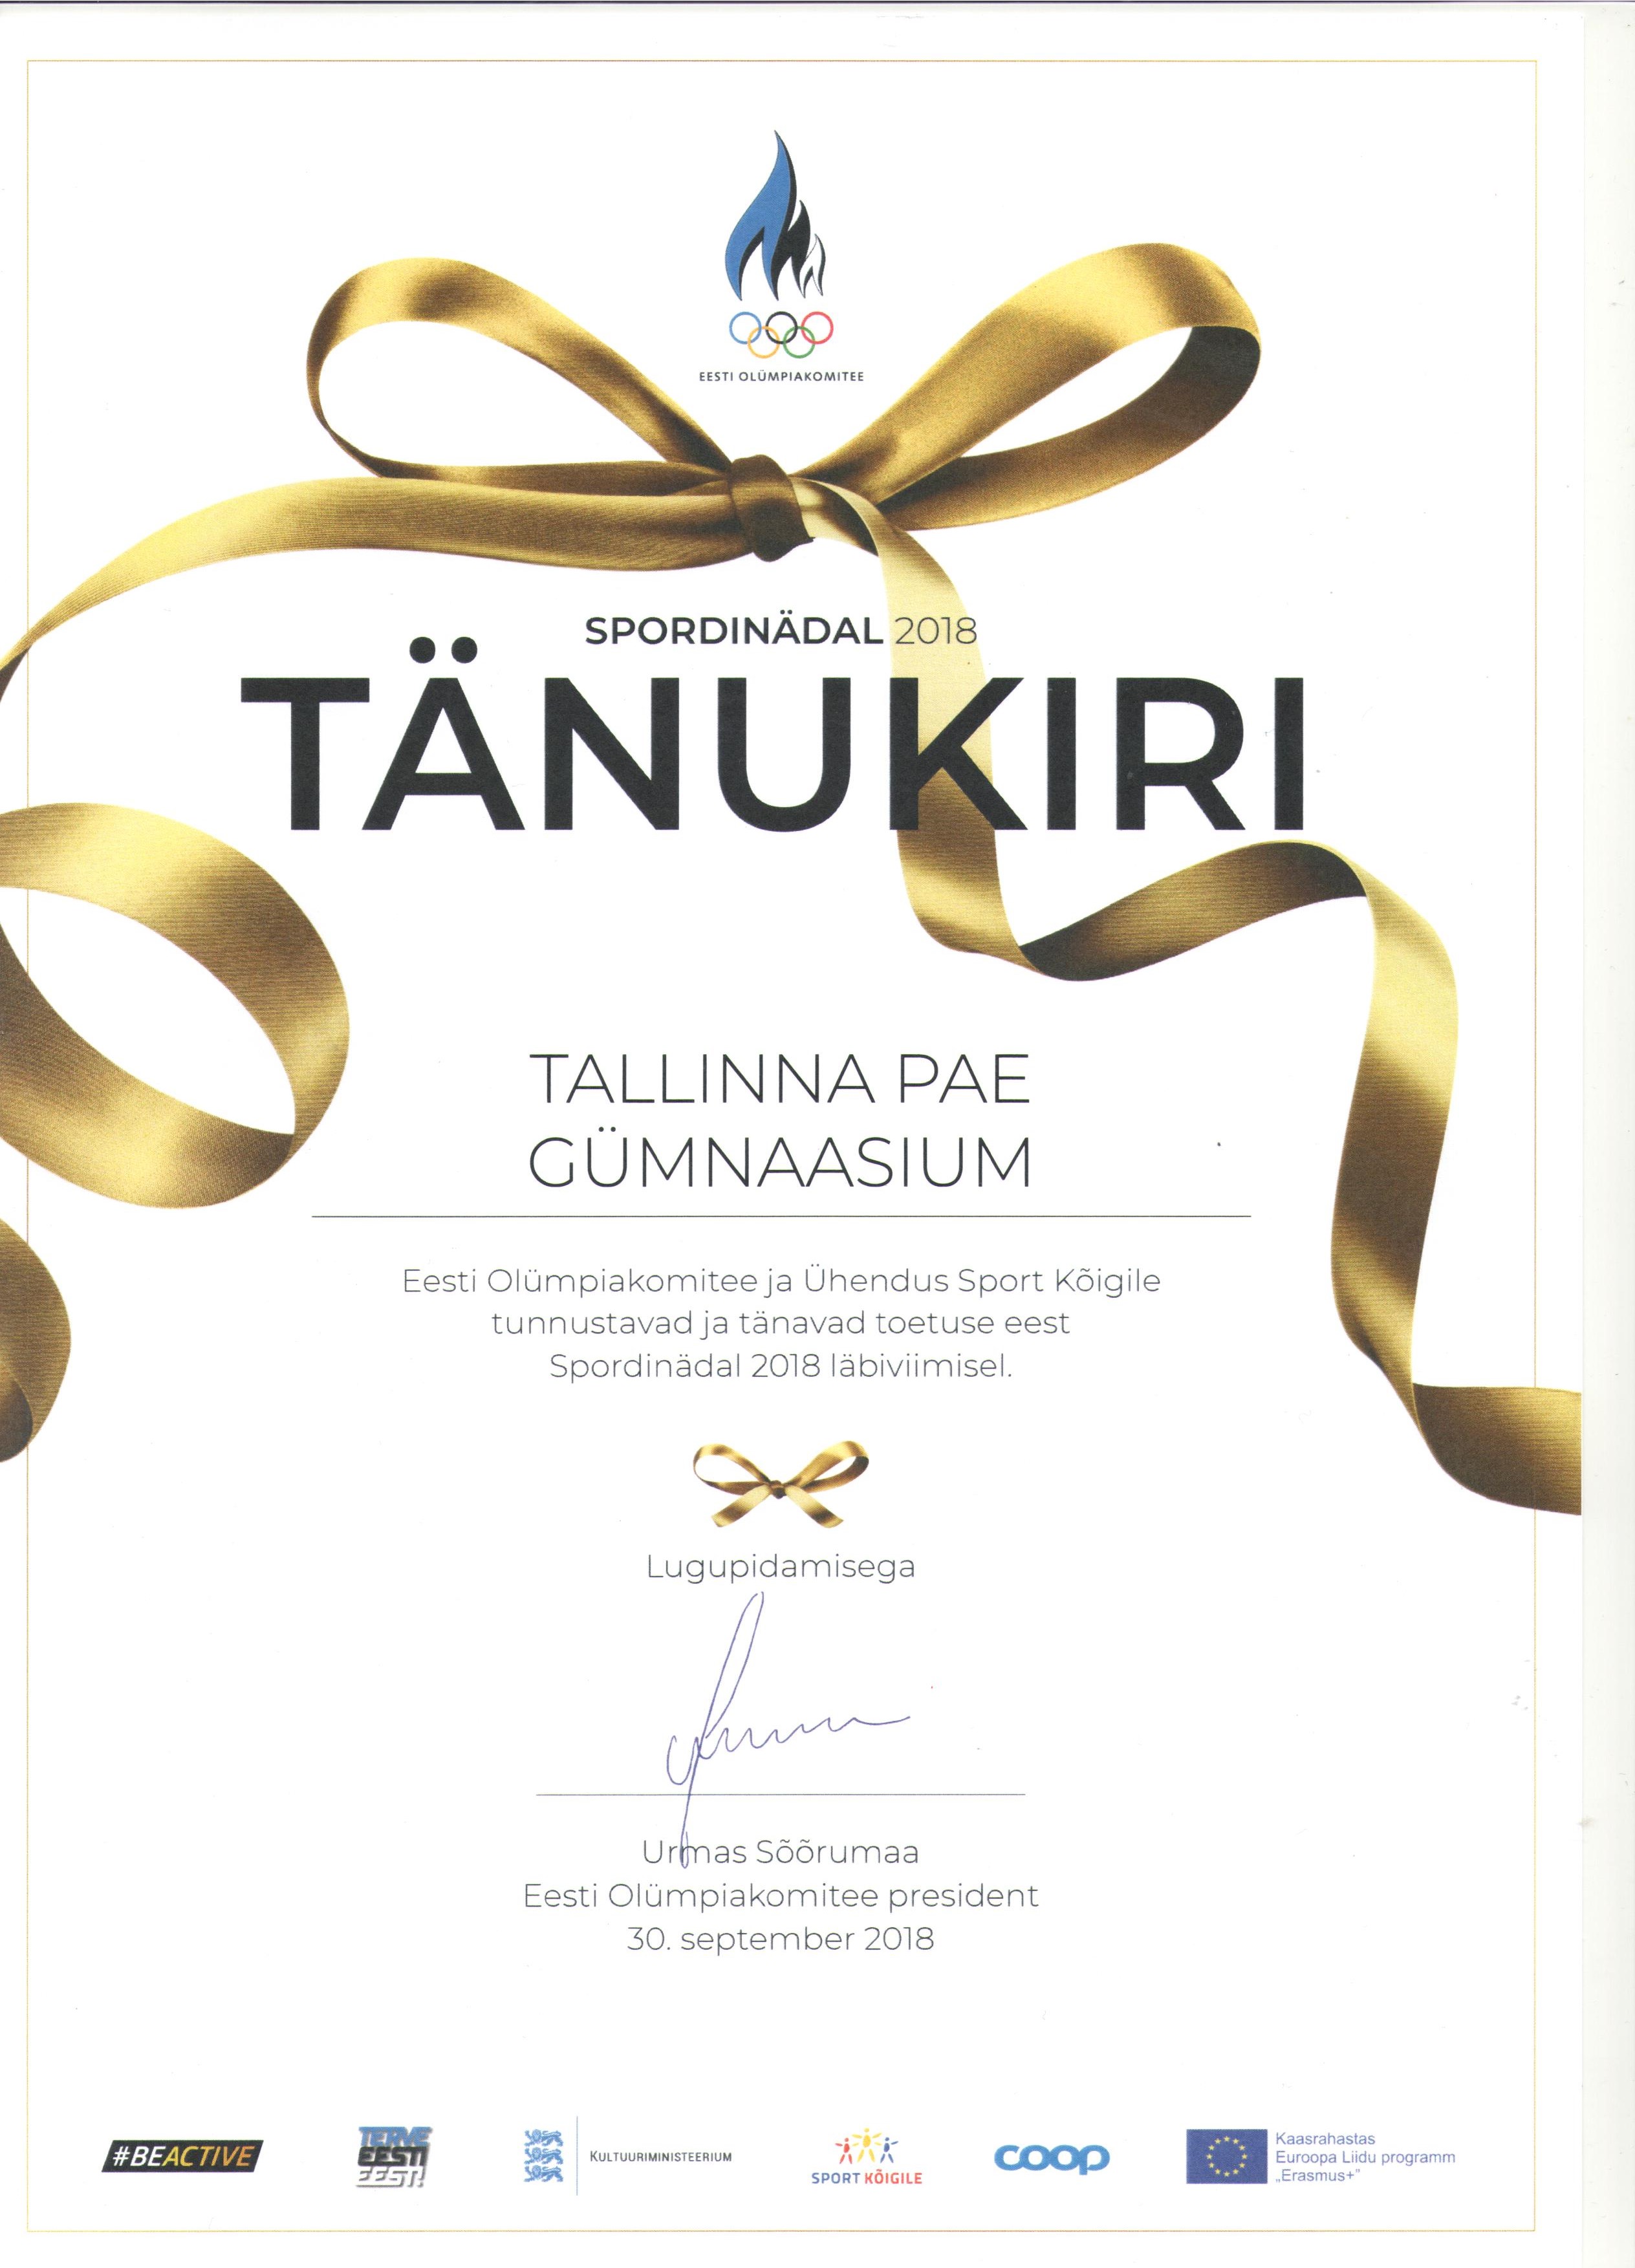 EESTI OLÜMPIAKOMITEE
SPORDINÄDAL 2018
TÄNUKIRI
TALLINNA PAE
GÜMNAASIUM
Eesti Olümpiakomitee ja Ühendus Sport Kõigile
tunnustavad ja tänavad toetuse eest
Spordinädal 2018 läbiviimisel.
Lugupidamisega
Urmas Sõõrumaa
Eesti Olümpiakomitee president
30. september 2018
#BEACTIVE
TERVE
EESTI
EEST!
KULTUURIMINISTEERIUM
SPORT KÕIGILE
coop
Kaasrahastas
Euroopa Liidu programm
„Erasmus+”